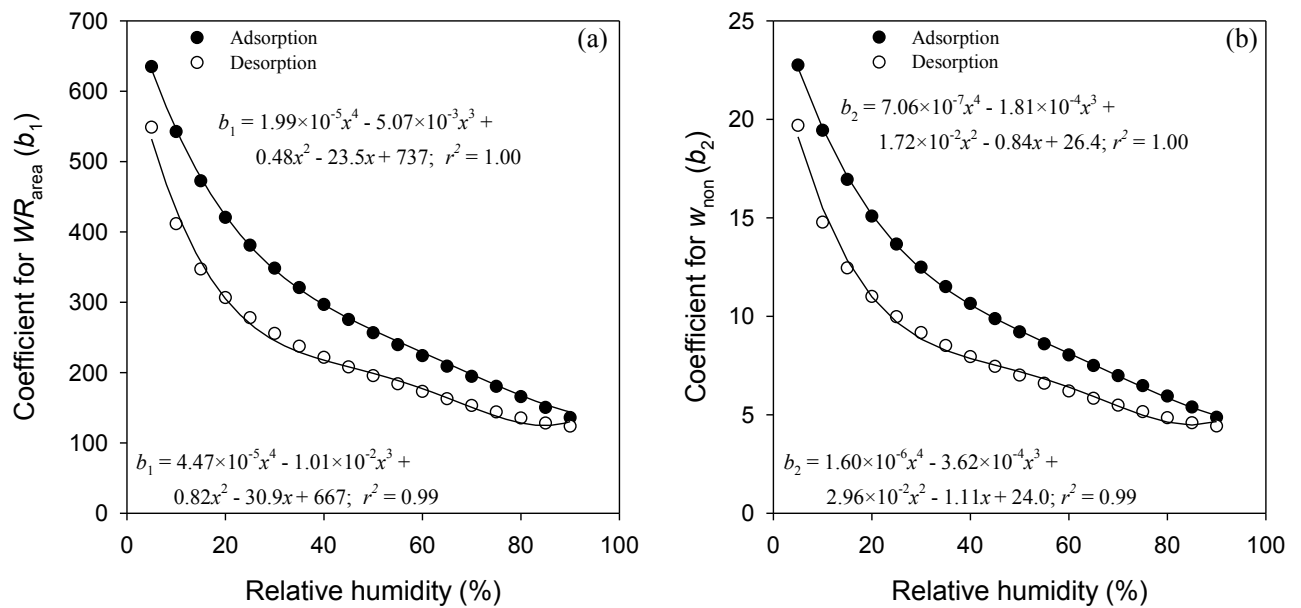 (a)
Adsorption
Desorption
b₁ = 1.99×10⁻⁵x⁴ - 5.07×10⁻³x³ +
0.48x² - 23.5x + 737; r² = 1.00
b₁ = 4.47×10⁻⁵x⁴ - 1.01×10⁻²x³ +
0.82x² - 30.9x + 667; r² = 0.99
Coefficient for WR_area (b₁)
700
600
500
400
300
200
100
0
0 20 40 60 80 100
Relative humidity (%)
(b)
Adsorption
Desorption
b₂ = 7.06×10⁻⁷x⁴ - 1.81×10⁻⁴x³ +
1.72×10⁻²x² - 0.84x + 26.4; r² = 1.00
b₂ = 1.60×10⁻⁶x⁴ - 3.62×10⁻⁴x³ +
2.96×10⁻²x² - 1.11x + 24.0; r² = 0.99
Coefficient for w_non (b₂)
25
20
15
10
5
0
0 20 40 60 80 100
Relative humidity (%)